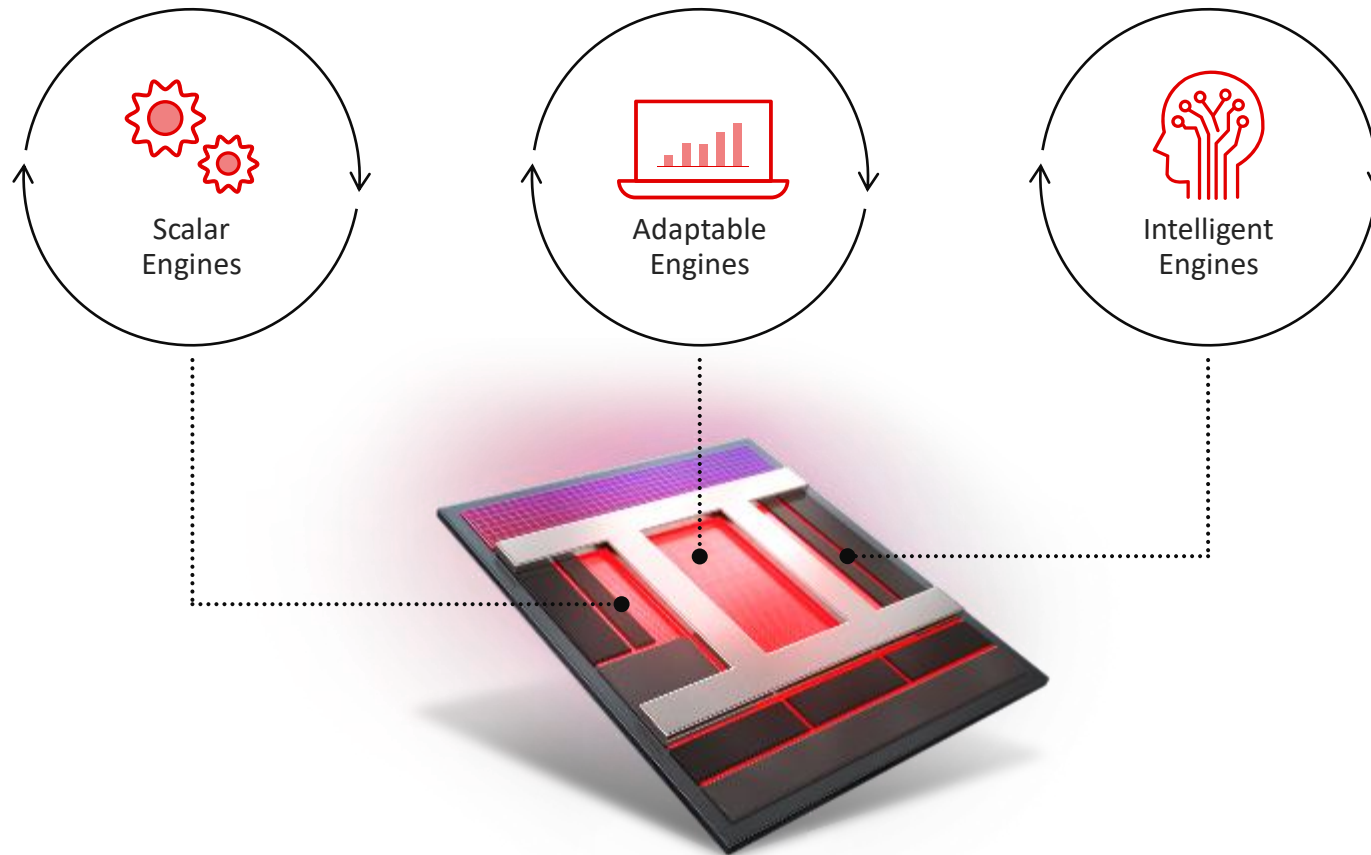 Scalar
Engines
Adaptable
Engines
Intelligent
Engines